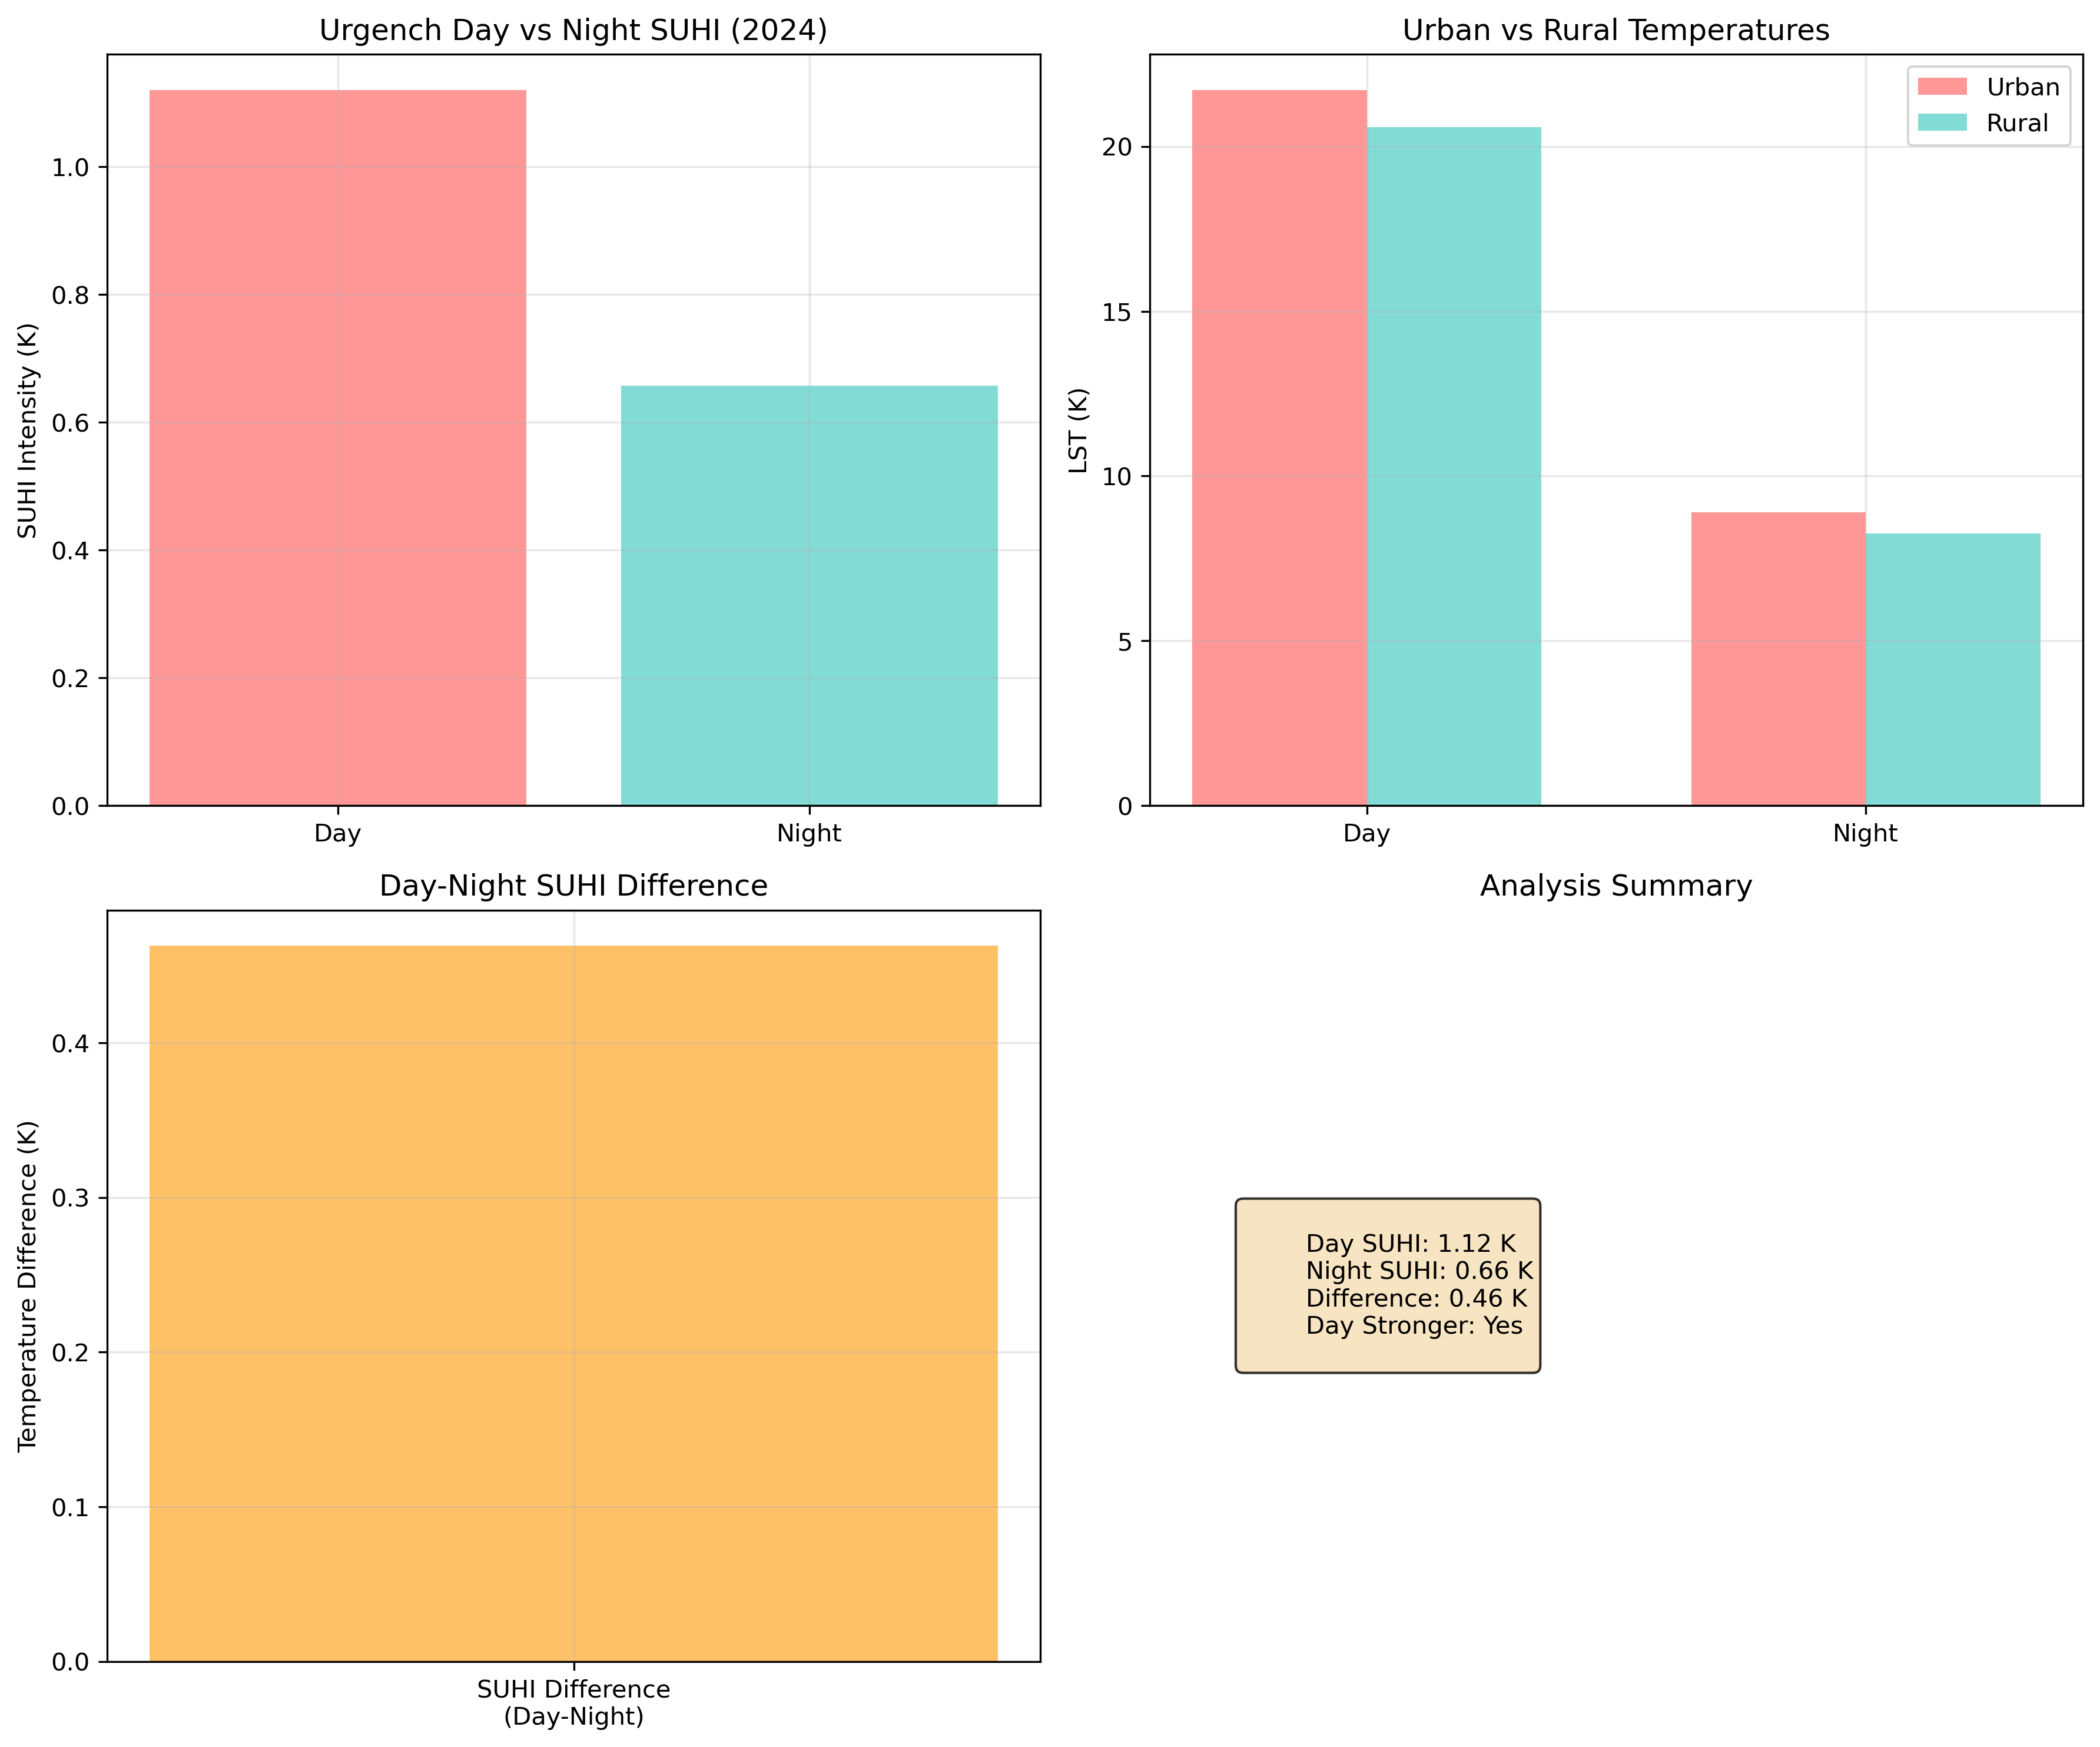 Urgench Day vs Night SUHI (2024)
SUHI Intensity (K)
1.0
0.8
0.6
0.4
0.2
0.0
Day
Night
Urban vs Rural Temperatures
Urban
Rural
LST (K)
20
15
10
5
0
Day
Night
Day-Night SUHI Difference
Temperature Difference (K)
0.4
0.3
0.2
0.1
0.0
SUHI Difference
(Day-Night)
Analysis Summary
Day SUHI: 1.12 K
Night SUHI: 0.66 K
Difference: 0.46 K
Day Stronger: Yes